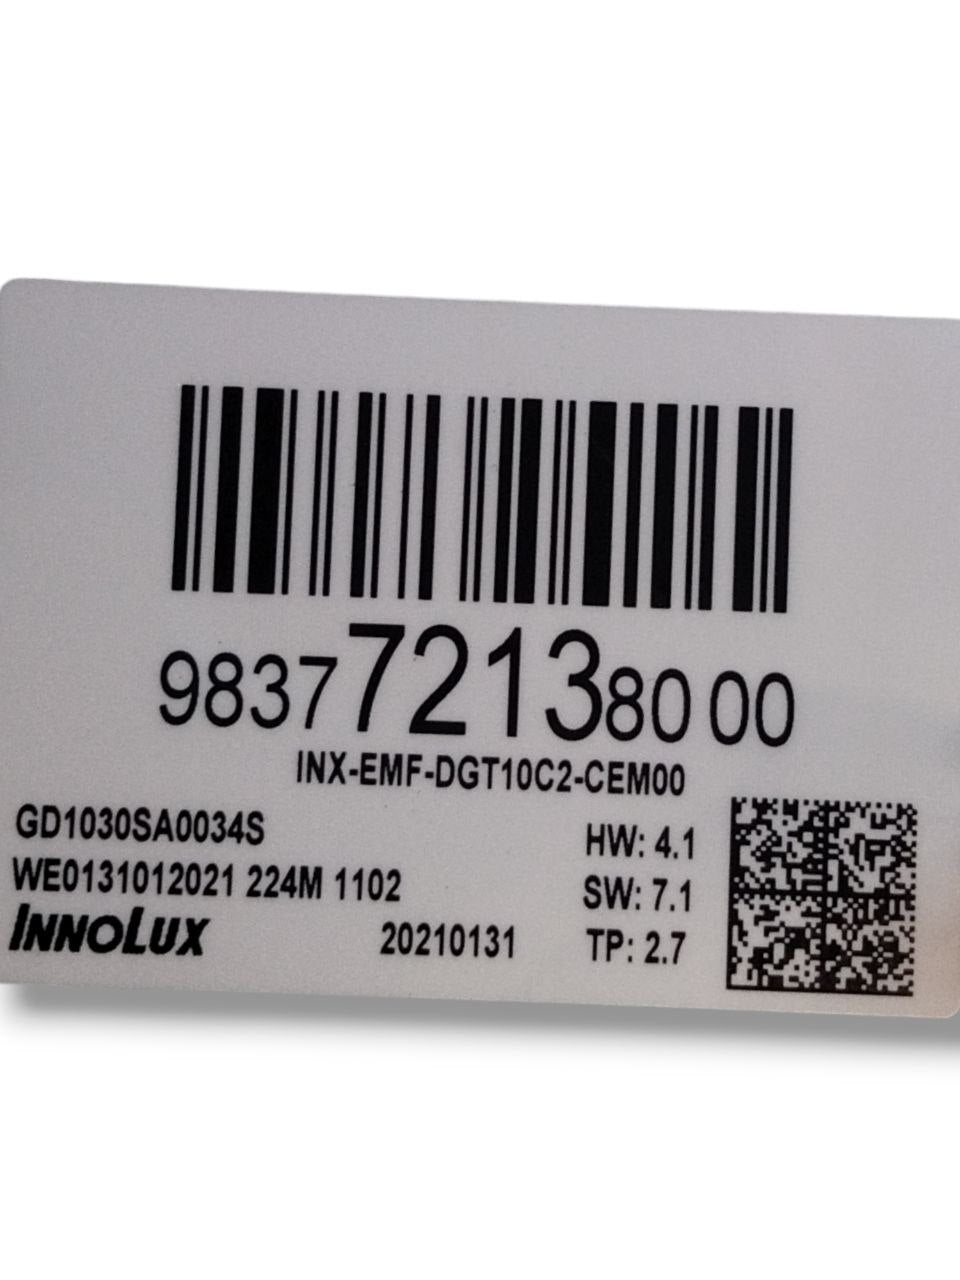 9837721380 00
INX-EMF-DGT10C2-CEM00
GD1030SA0034S
WE0131012021 224M 1102
INNOLUX 20210131
HW: 4.1
SW: 7.1
TP: 2.7